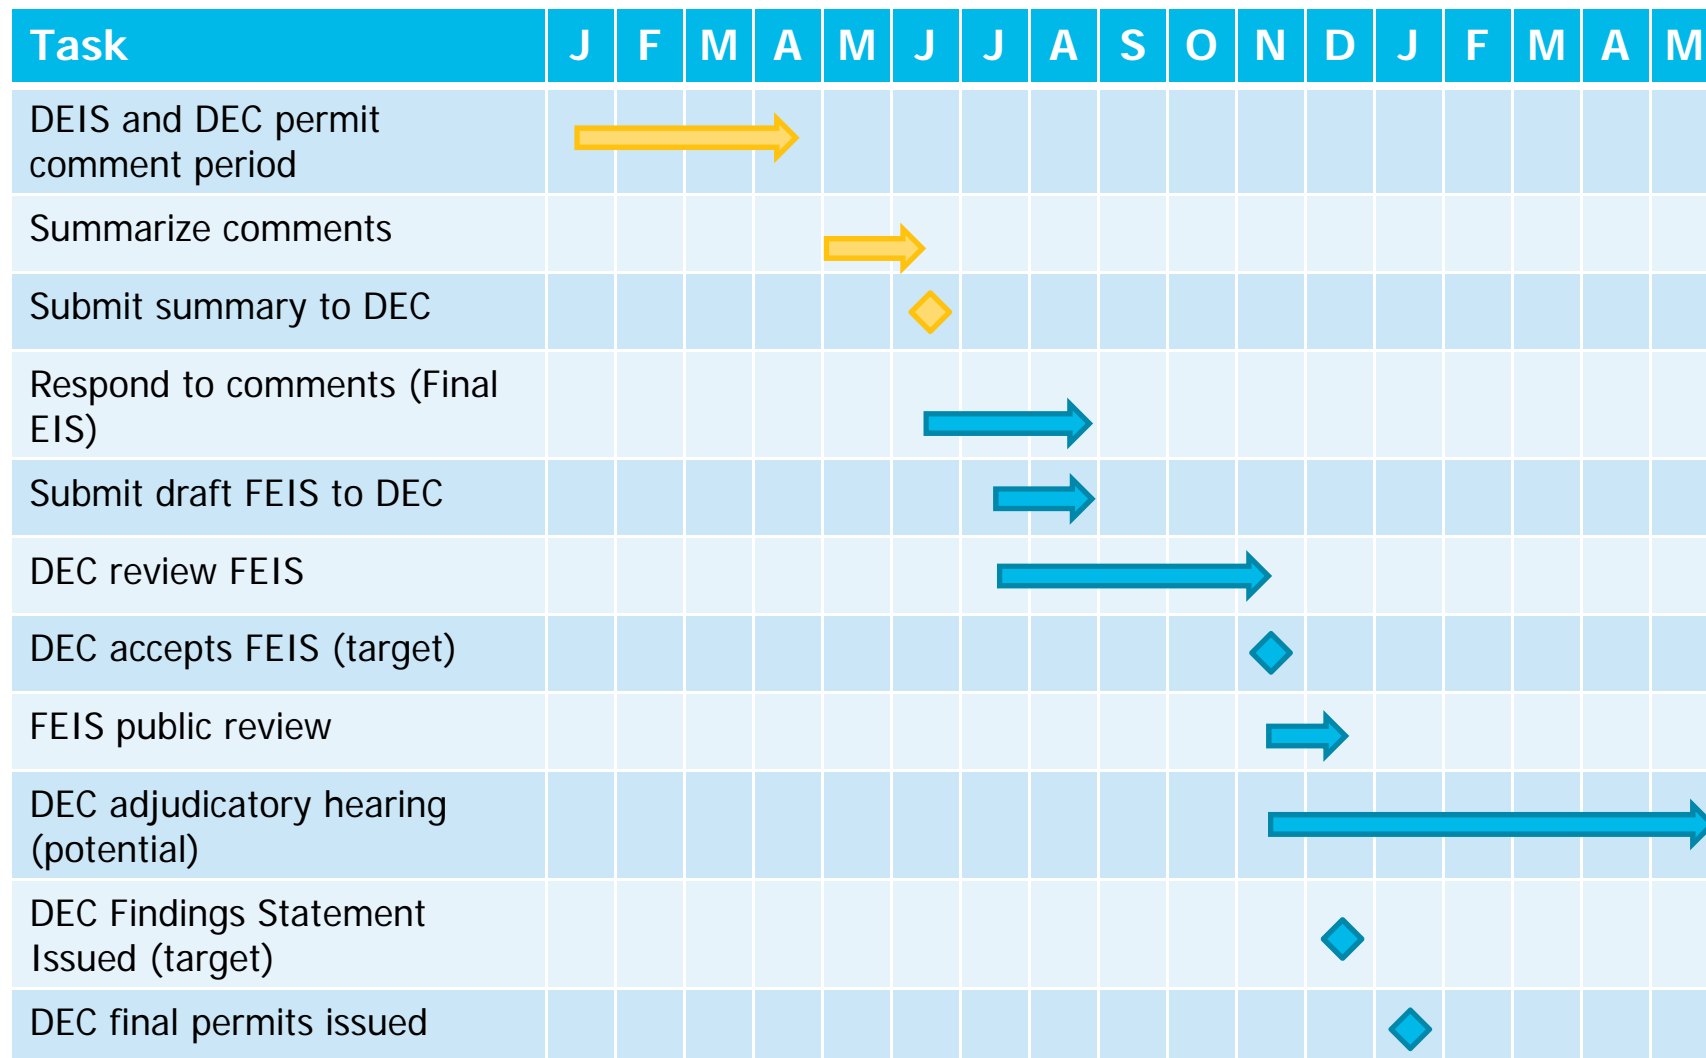 Task J F M A M J J A S O N D J F M A M
DEIS and DEC permit
comment period
Summarize comments
Submit summary to DEC
Respond to comments (Final
EIS)
Submit draft FEIS to DEC
DEC review FEIS
DEC accepts FEIS (target)
FEIS public review
DEC adjudicatory hearing
(potential)
DEC Findings Statement
Issued (target)
DEC final permits issued